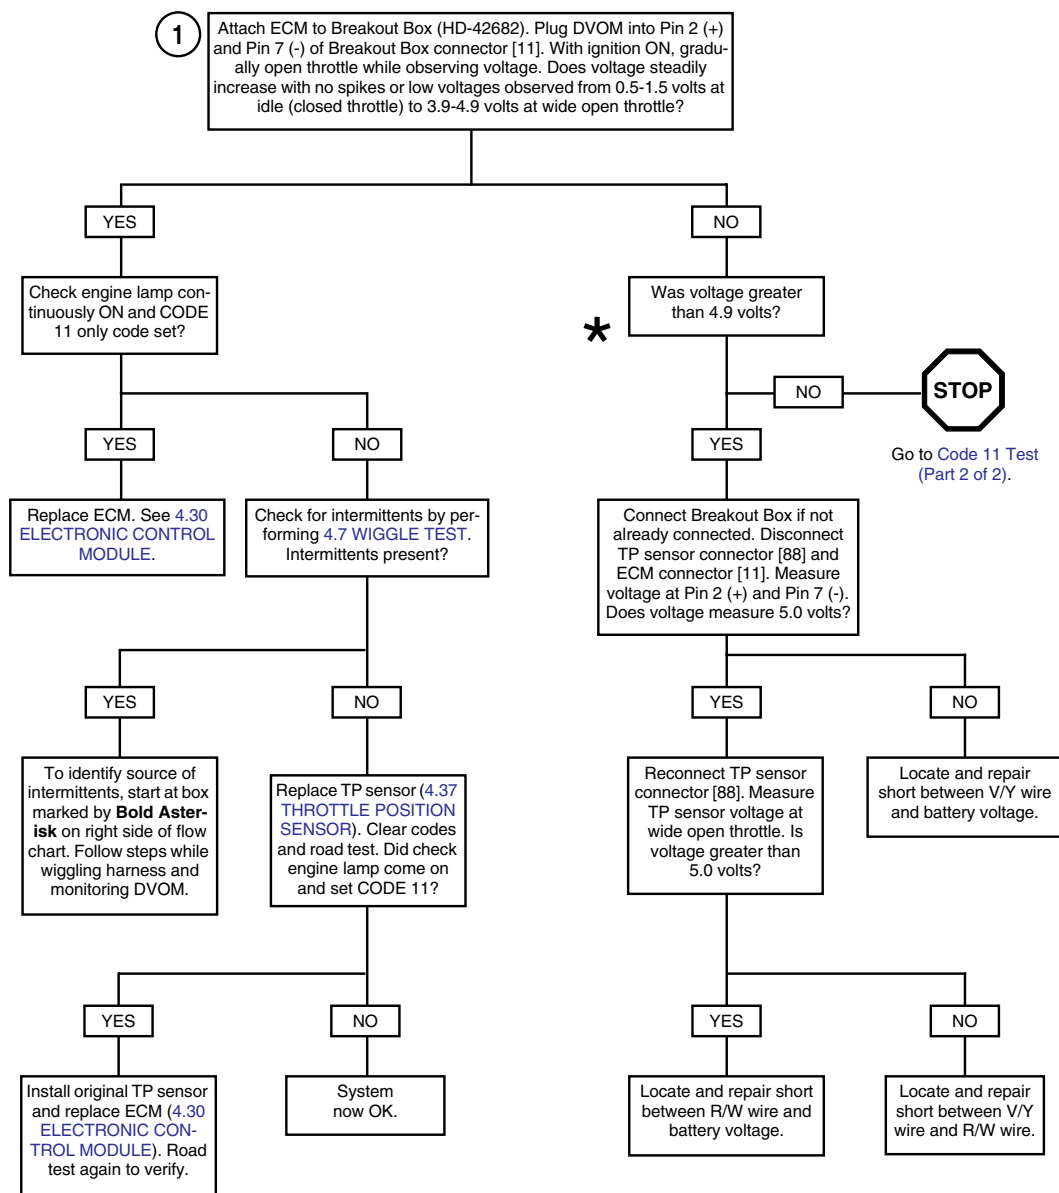 1
Attach ECM to Breakout Box (HD-42682). Plug DVOM into Pin 2 (+)
and Pin 7 (-) of Breakout Box connector [11]. With ignition ON, gradu-
ally open throttle while observing voltage. Does voltage steadily
increase with no spikes or low voltages observed from 0.5-1.5 volts at
idle (closed throttle) to 3.9-4.9 volts at wide open throttle?
YES
NO
Check engine lamp con-
tinuously ON and CODE
11 only code set?
Was voltage greater
than 4.9 volts?
*
NO
STOP
Go to Code 11 Test
(Part 2 of 2).
YES
NO
YES
Replace ECM. See 4.30
ELECTRONIC CONTROL
MODULE.
Check for intermittents by per-
forming 4.7 WIGGLE TEST.
Intermittents present?
Connect Breakout Box if not
already connected. Disconnect
TP sensor connector [88] and
ECM connector [11]. Measure
voltage at Pin 2 (+) and Pin 7 (-).
Does voltage measure 5.0 volts?
YES
NO
YES
NO
To identify source of
intermittents, start at box
marked by Bold Aster-
isk on right side of flow
chart. Follow steps while
wiggling harness and
monitoring DVOM.
Replace TP sensor (4.37
THROTTLE POSITION
SENSOR). Clear codes
and road test. Did check
engine lamp come on
and set CODE 11?
Reconnect TP sensor
connector [88]. Measure
TP sensor voltage at
wide open throttle. Is
voltage greater than
5.0 volts?
Locate and repair
short between V/Y wire
and battery voltage.
YES
NO
YES
NO
Install original TP sensor
and replace ECM (4.30
ELECTRONIC CON-
TROL MODULE). Road
test again to verify.
System
now OK.
Locate and repair short
between R/W wire and
battery voltage.
Locate and repair
short between V/Y
wire and R/W wire.